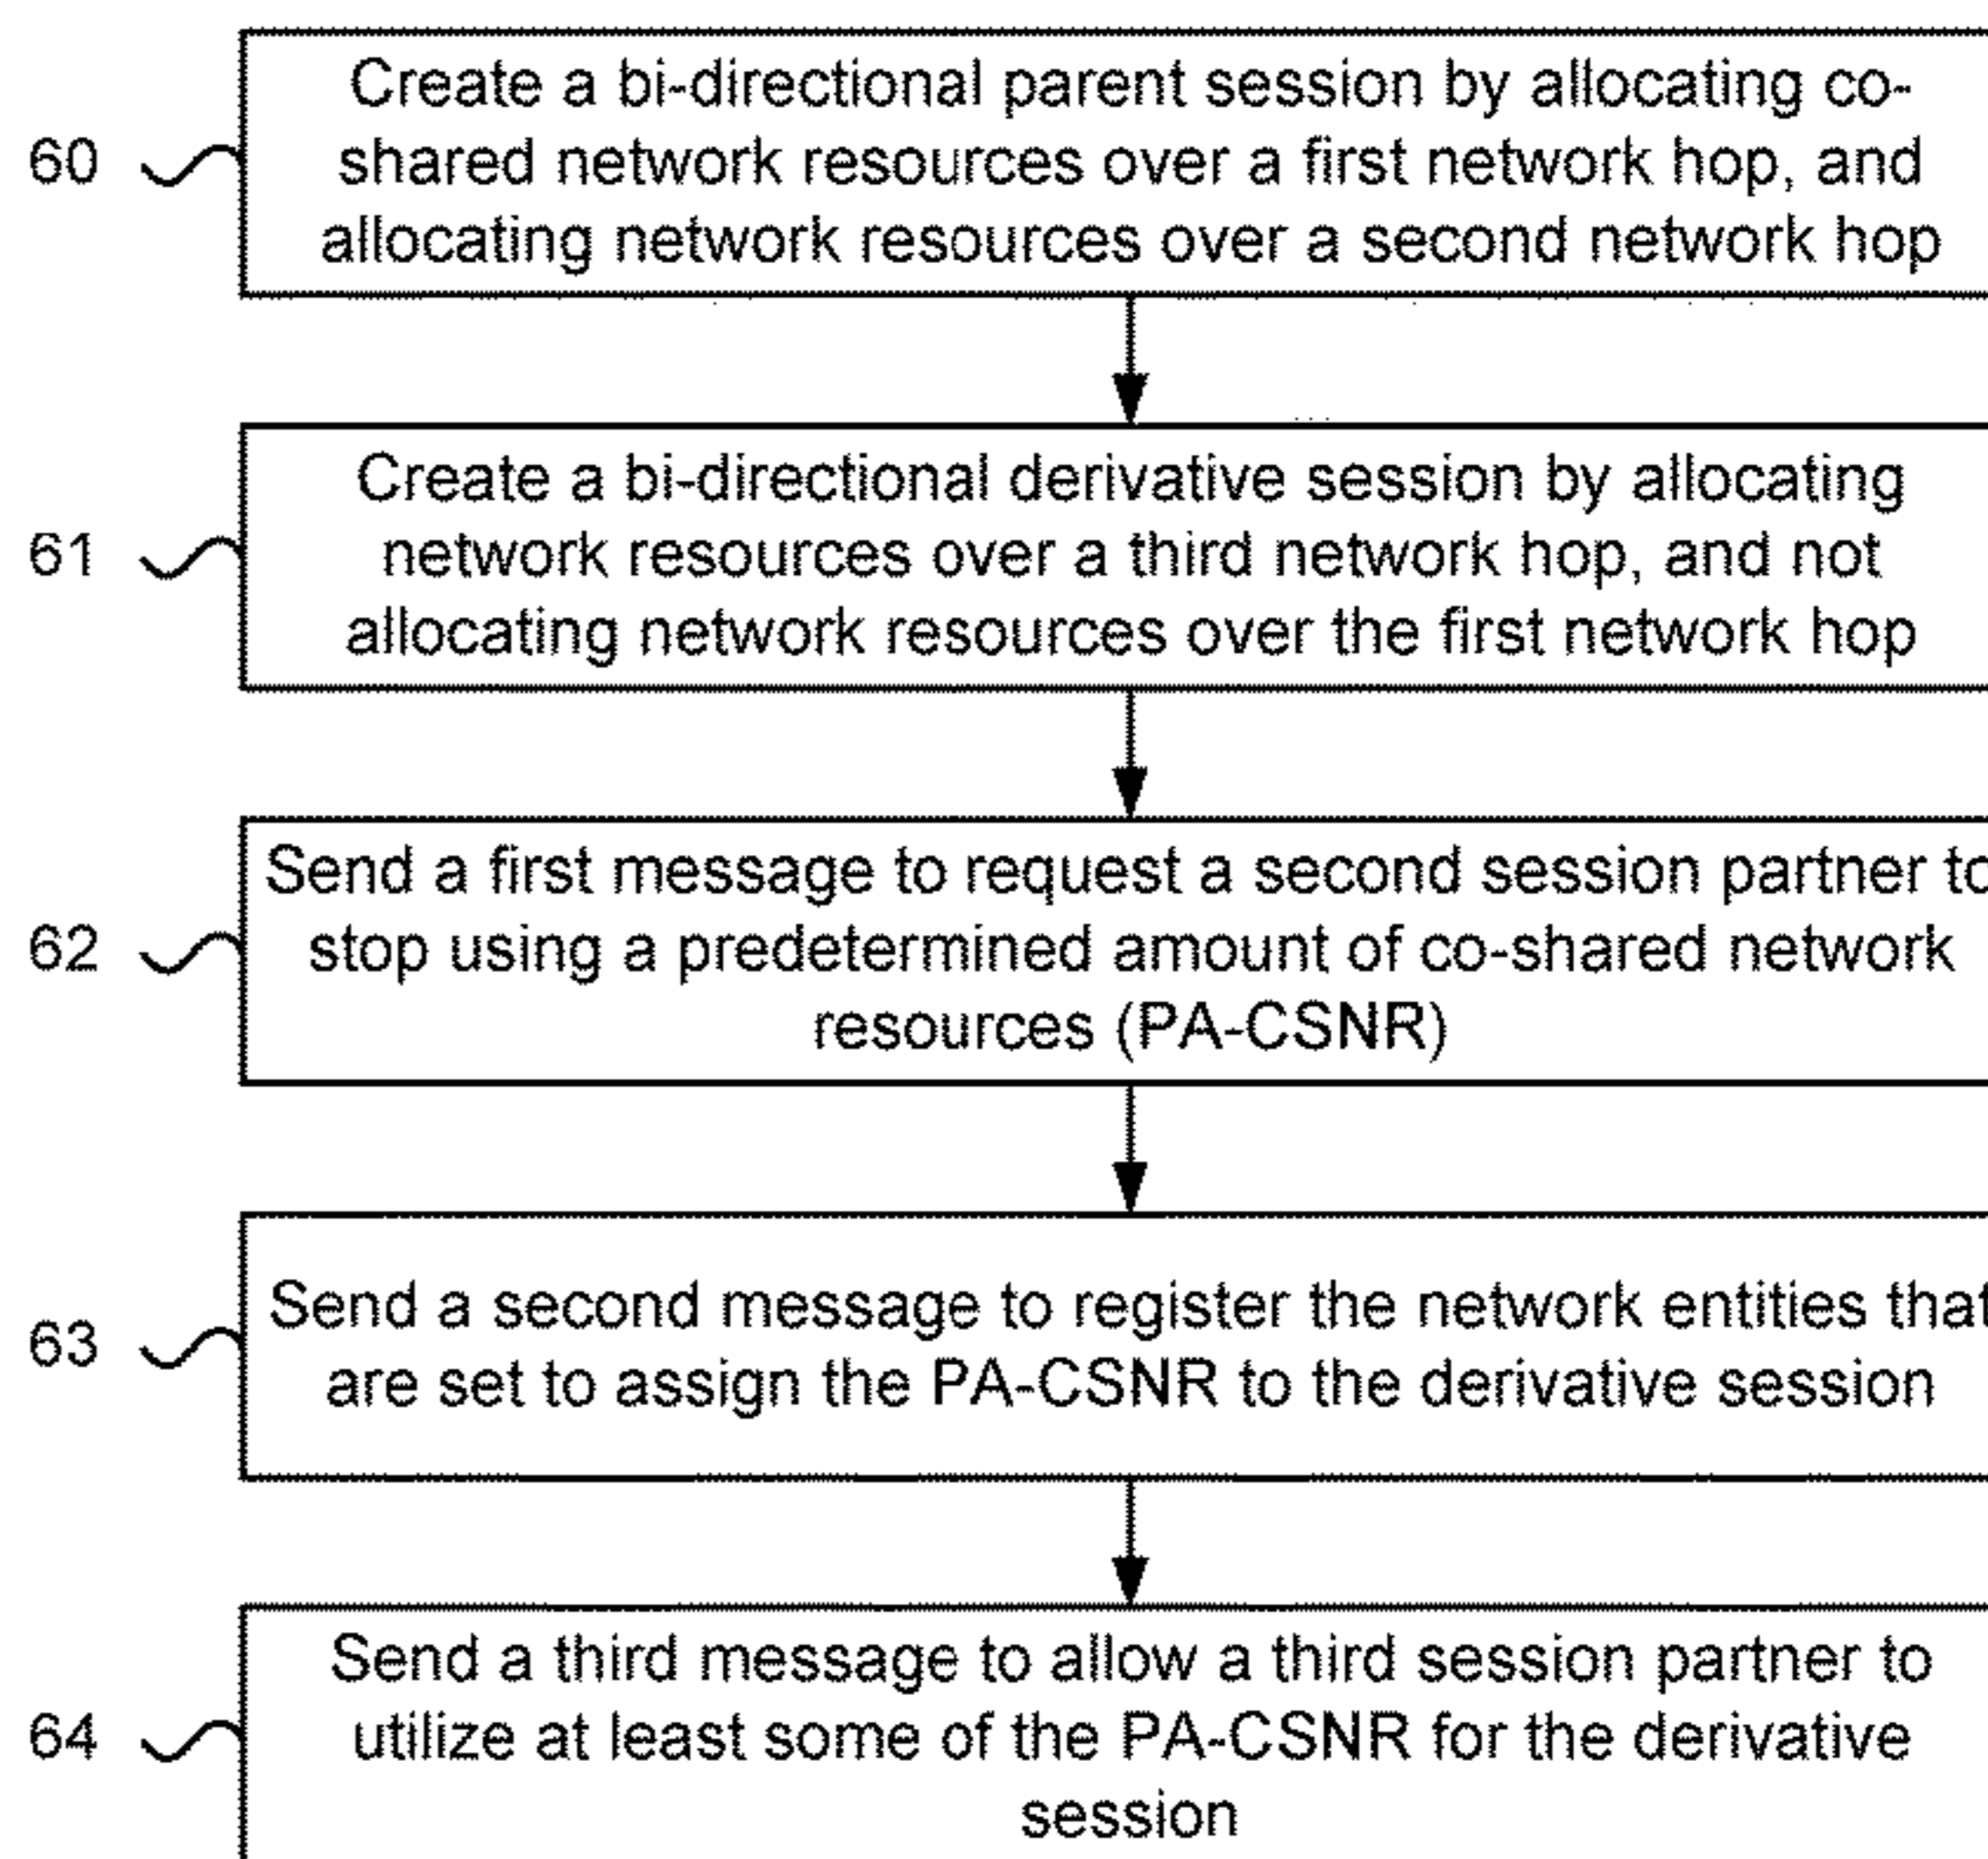 60
Create a bi-directional parent session by allocating co-
shared network resources over a first network hop, and
allocating network resources over a second network hop
61
Create a bi-directional derivative session by allocating
network resources over a third network hop, and not
allocating network resources over the first network hop
62
Send a first message to request a second session partner to
stop using a predetermined amount of co-shared network
resources (PA-CSNR)
63
Send a second message to register the network entities that
are set to assign the PA-CSNR to the derivative session
64
Send a third message to allow a third session partner to
utilize at least some of the PA-CSNR for the derivative
session